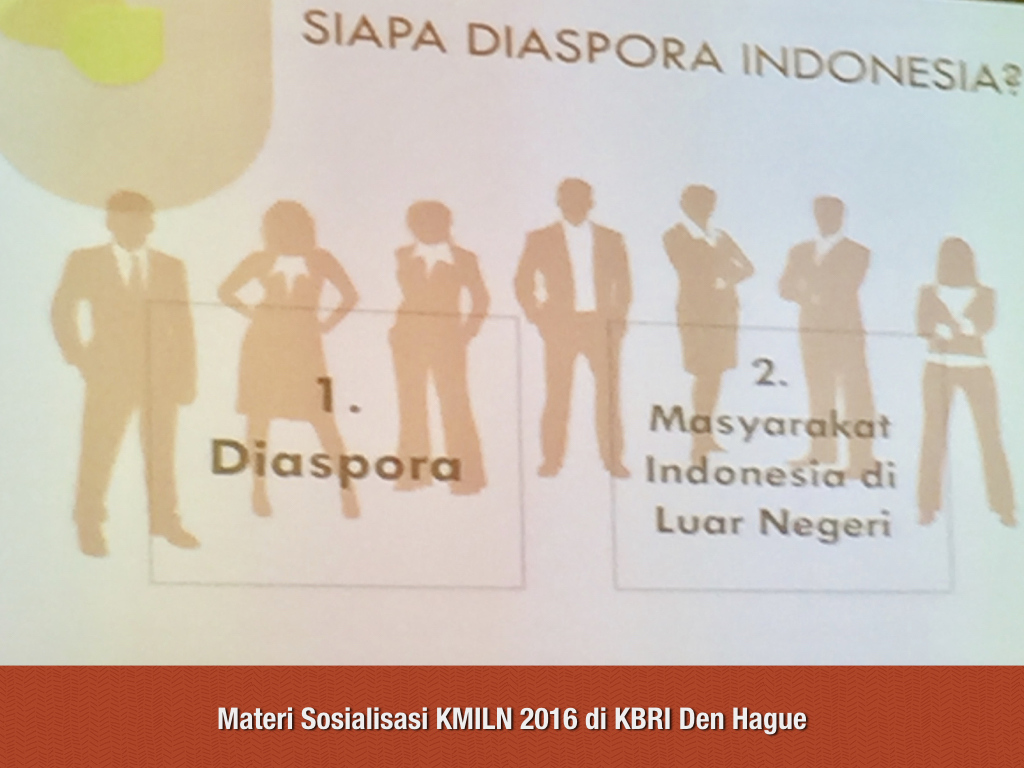 SIAPA DIASPORA INDONESIA?
1.
Diaspora
2.
Masyarakat
Indonesia di
Luar Negeri
Materi Sosialisasi KMILN 2016 di KBRI Den Hague